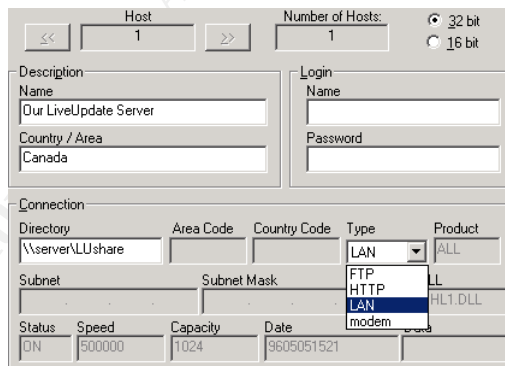 Host
Number of Hosts:
<<
1
>>
1
32 bit
16 bit
Description
Name
Our LiveUpdate Server
Country / Area
Canada
Login
Name
Password
Connection
Directory
Area Code
Country Code
Type
Product
\\server\LUshare
LAN
ALL
FTP
HTTP
LAN
modem
Subnet
Subnet Mask
LL
HL1.DLL
Status
Speed
Capacity
Date
ON
500000
1024
9605051521